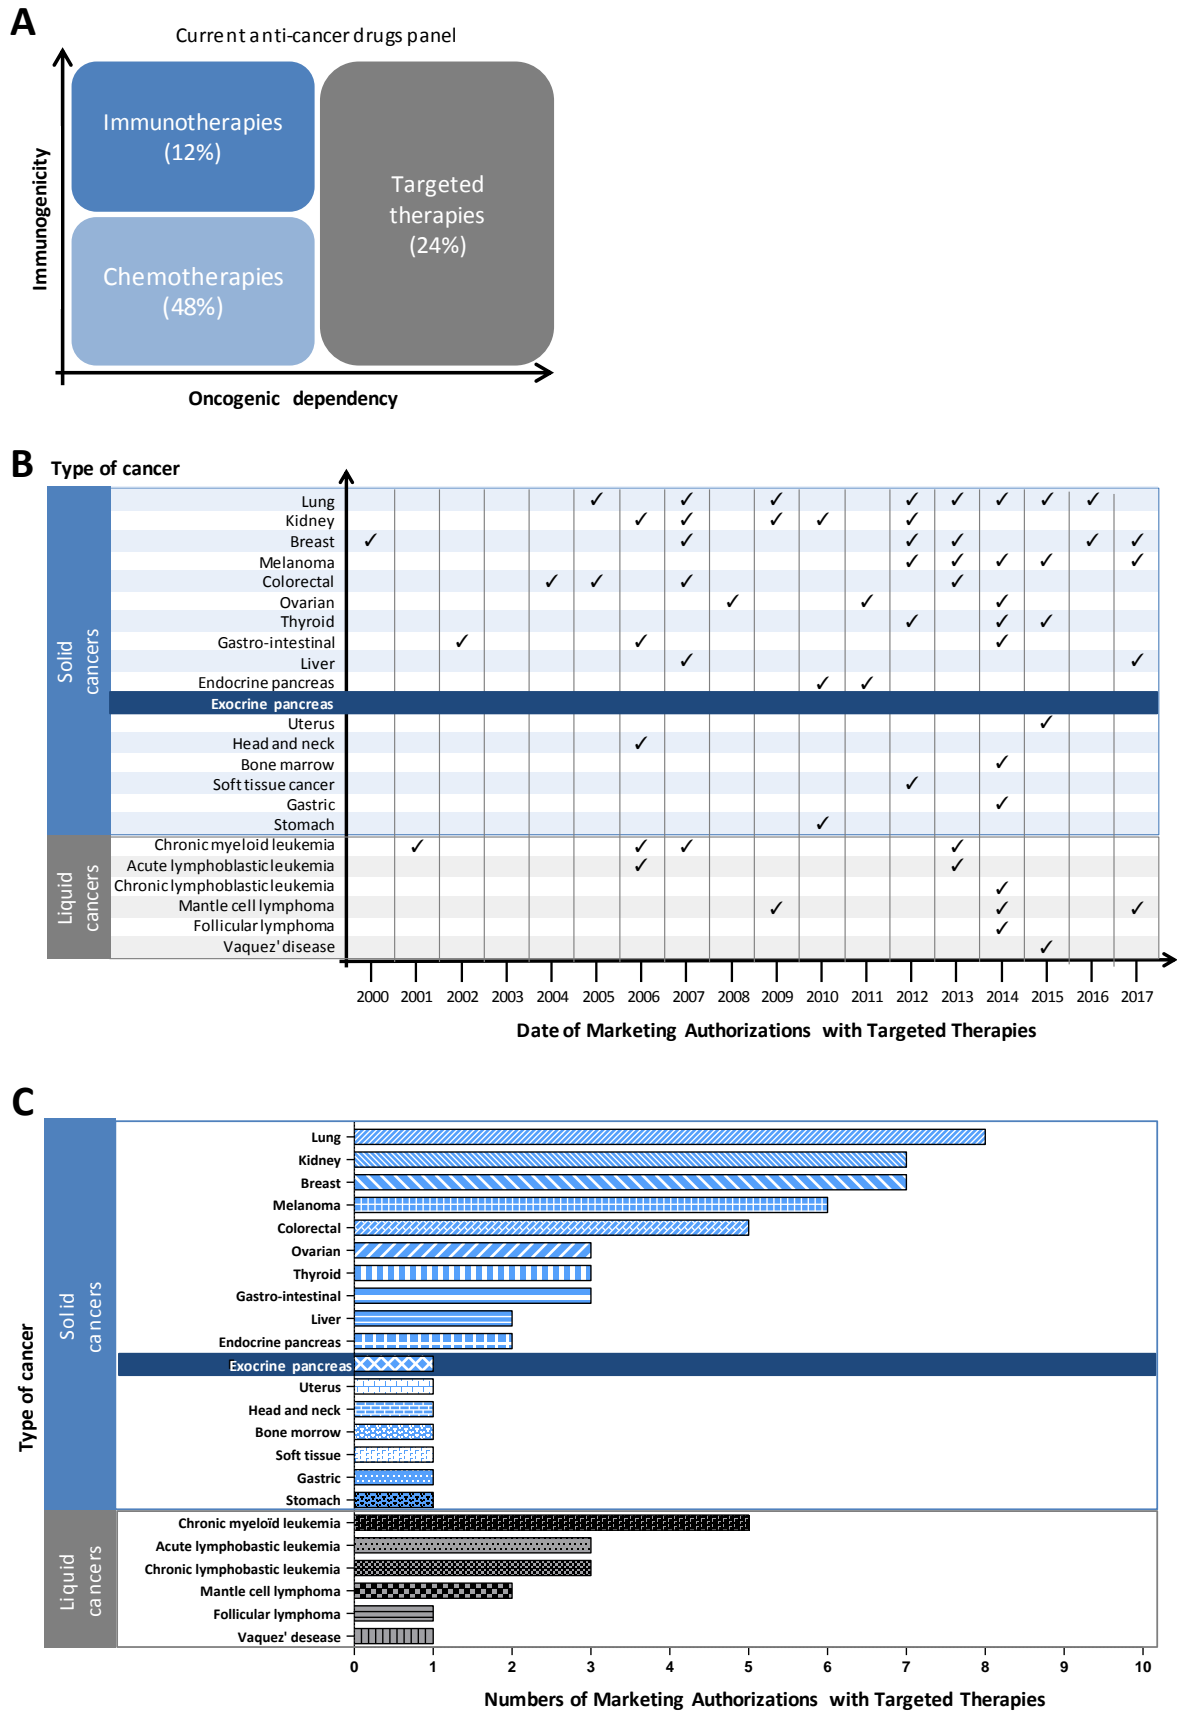 A
Current anti-cancer drugs panel
Immunogenicity
Immunotherapies
(12%)
Chemotherapies
(48%)
Targeted
therapies
(24%)
Oncogenic dependency
B
Type of cancer
Solid
cancers
Lung
Kidney
Breast
Melanoma
Colorectal
Ovarian
Thyroid
Gastro-intestinal
Liver
Endocrine pancreas
Exocrine pancreas
Uterus
Head and neck
Bone marrow
Soft tissue cancer
Gastric
Stomach
Liquid
cancers
Chronic myeloid leukemia
Acute lymphoblastic leukemia
Chronic lymphoblastic leukemia
Mantle cell lymphoma
Follicular lymphoma
Vaquez' disease
2000 2001 2002 2003 2004 2005 2006 2007 2008 2009 2010 2011 2012 2013 2014 2015 2016 2017
Date of Marketing Authorizations with Targeted Therapies
C
Type of cancer
Solid
cancers
Lung
Kidney
Breast
Melanoma
Colorectal
Ovarian
Thyroid
Gastro-intestinal
Liver
Endocrine pancreas
Exocrine pancreas
Uterus
Head and neck
Bone morrow
Soft tissue
Gastric
Stomach
Liquid
cancers
Chronic myeloïd leukemia
Acute lymphobastic leukemia
Chronic lymphobastic leukemia
Mantle cell lymphoma
Follicular lymphoma
Vaquez' desease
0 1 2 3 4 5 6 7 8 9 10
Numbers of Marketing Authorizations with Targeted Therapies